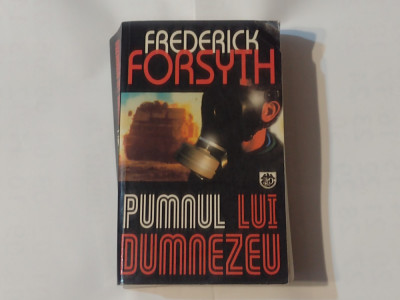 FREDERICK
FORSYTH
PUMNUL LUI
DUMNEZEU